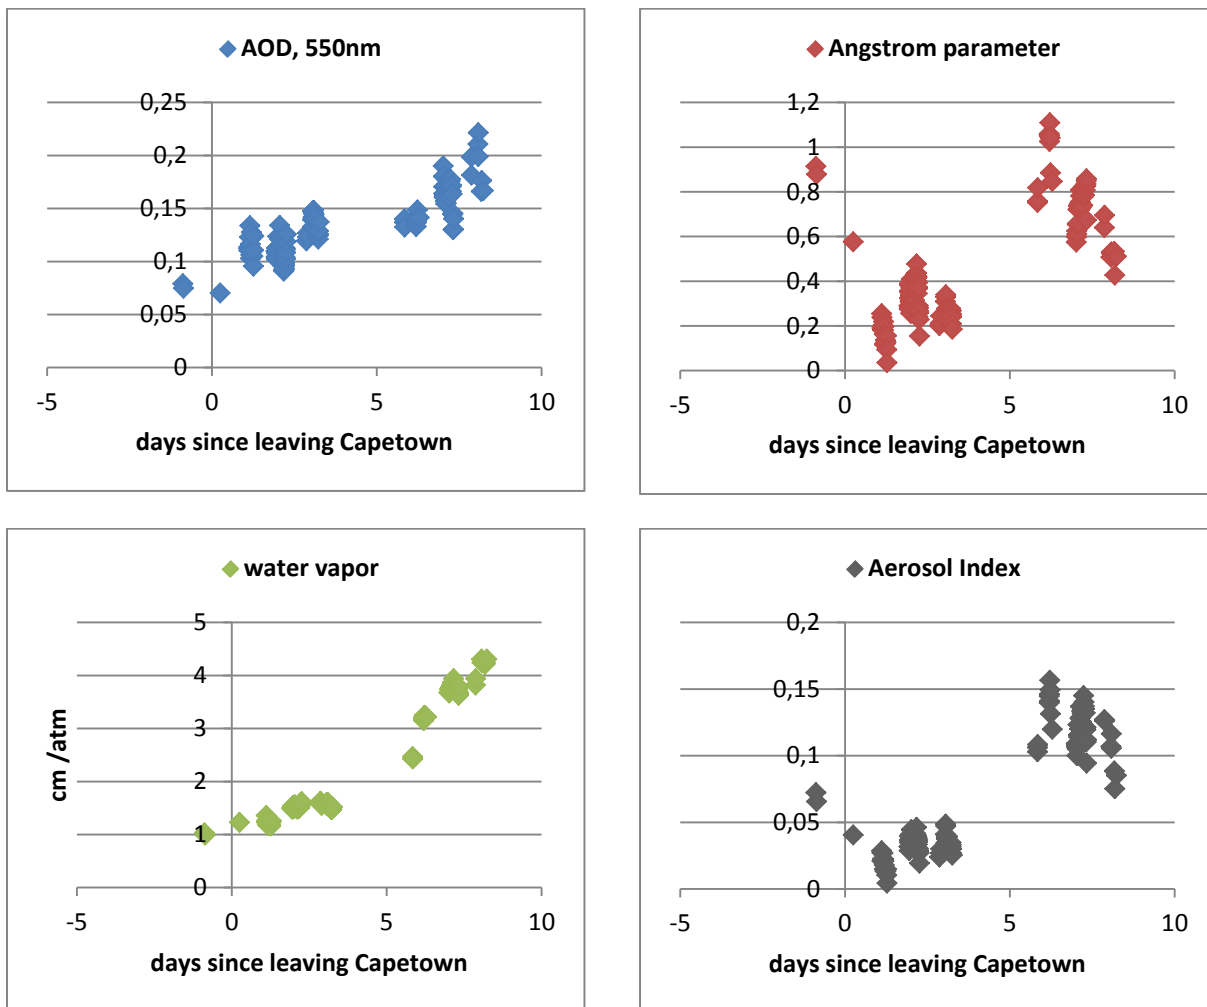 AOD, 550nm
0,25
0,2
0,15
0,1
0,05
0
-5 0 5 10
days since leaving Capetown
Angstrom parameter
1,2
1
0,8
0,6
0,4
0,2
0
-5 0 5 10
days since leaving Capetown
water vapor
cm /atm
5
4
3
2
1
0
-5 0 5 10
days since leaving Capetown
Aerosol Index
0,2
0,15
0,1
0,05
0
-5 0 5 10
days since leaving Capetown